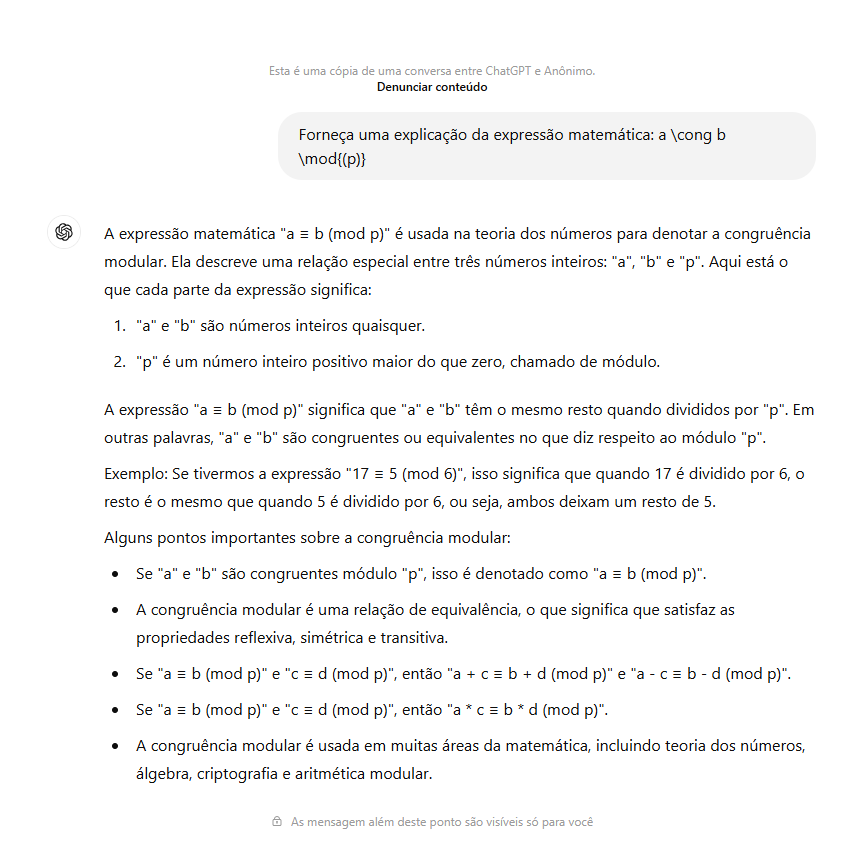 Esta é uma cópia de uma conversa entre ChatGPT e Anônimo.
Denunciar conteúdo
Forneça uma explicação da expressão matemática: a \cong b
\mod{(p)}
A expressão matemática "a ≡ b (mod p)" é usada na teoria dos números para denotar a congruência
modular. Ela descreve uma relação especial entre três números inteiros: "a", "b" e "p". Aqui está o
que cada parte da expressão significa:
1. "a" e "b" são números inteiros quaisquer.
2. "p" é um número inteiro positivo maior do que zero, chamado de módulo.
A expressão "a ≡ b (mod p)" significa que "a" e "b" têm o mesmo resto quando divididos por "p". Em
outras palavras, "a" e "b" são congruentes ou equivalentes no que diz respeito ao módulo "p".
Exemplo: Se tivermos a expressão "17 ≡ 5 (mod 6)", isso significa que quando 17 é dividido por 6, o
resto é o mesmo que quando 5 é dividido por 6, ou seja, ambos deixam um resto de 5.
Alguns pontos importantes sobre a congruência modular:
• Se "a" e "b" são congruentes módulo "p", isso é denotado como "a ≡ b (mod p)".
• A congruência modular é uma relação de equivalência, o que significa que satisfaz as
propriedades reflexiva, simétrica e transitiva.
• Se "a ≡ b (mod p)" e "c ≡ d (mod p)", então "a + c ≡ b + d (mod p)" e "a - c ≡ b - d (mod p)".
• Se "a ≡ b (mod p)" e "c ≡ d (mod p)", então "a * c ≡ b * d (mod p)".
• A congruência modular é usada em muitas áreas da matemática, incluindo teoria dos números,
álgebra, criptografia e aritmética modular.
As mensagem além deste ponto são visíveis só para você